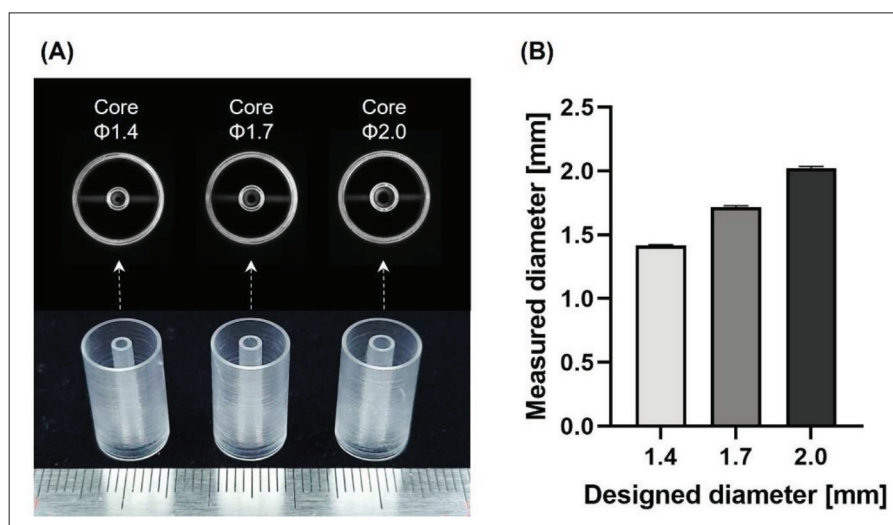 (A)
Core
Φ1.4
Core
Φ1.7
Core
Φ2.0
(B)
Measured diameter [mm]
2.5
2.0
1.5
1.0
0.5
0.0
1.4
1.7
2.0
Designed diameter [mm]